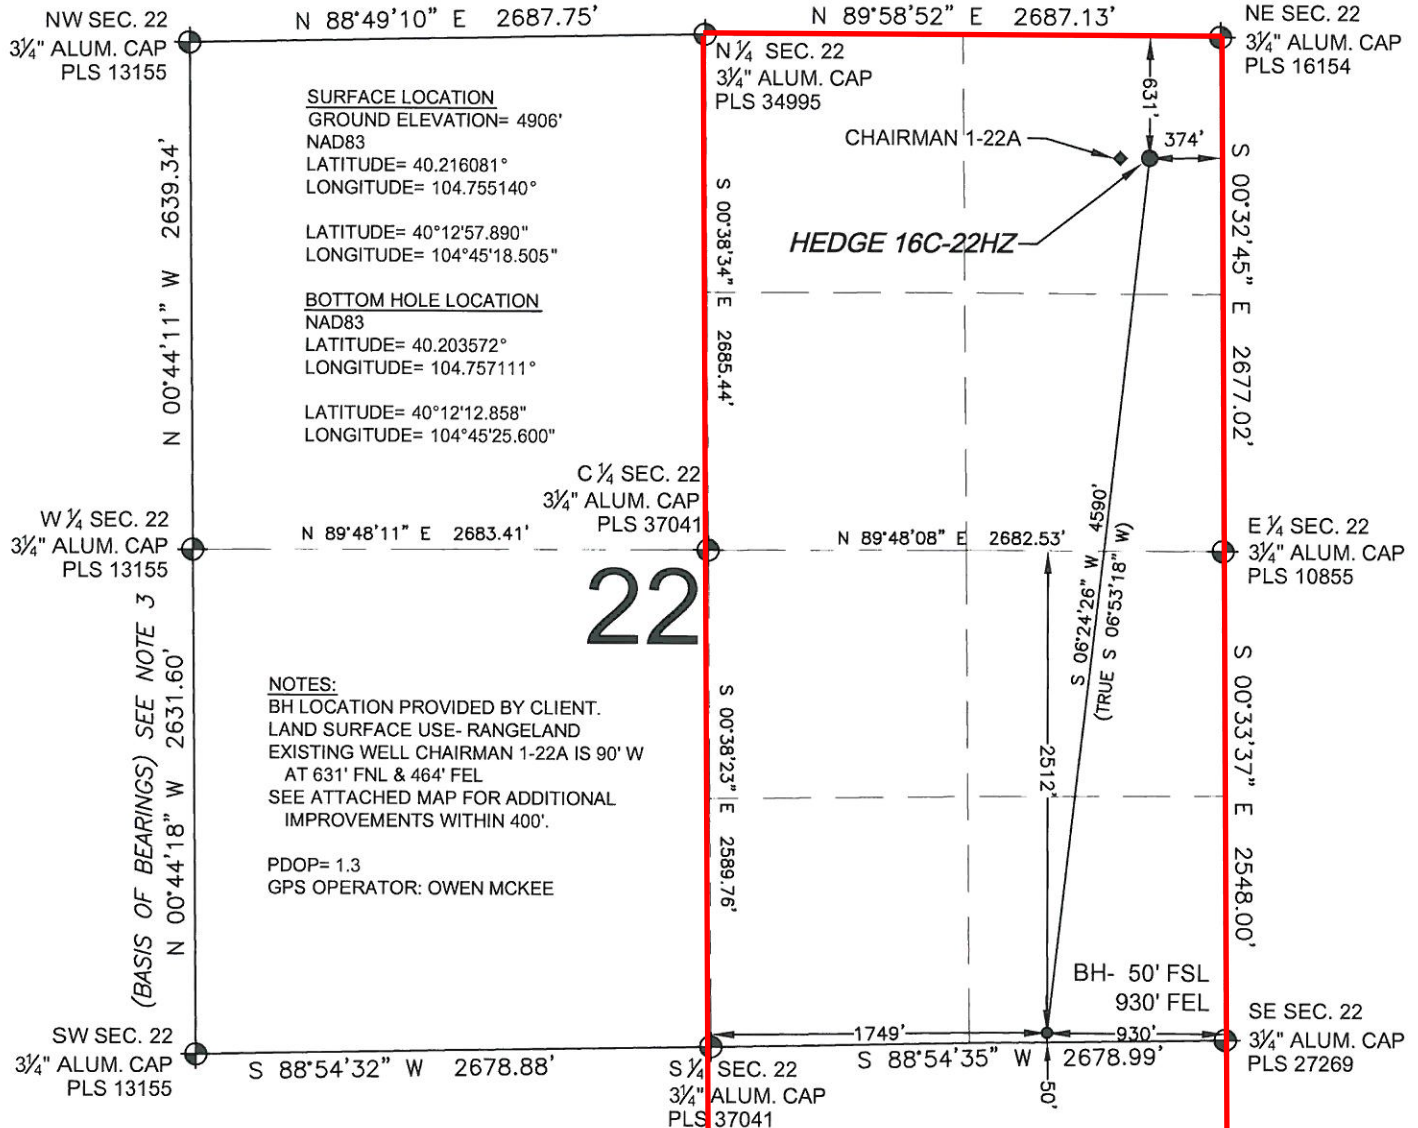 NW SEC. 22
3¼" ALUM. CAP
PLS 13155
N 88°49'10" E 2687.75'
N 89°58'52" E 2687.13'
NE SEC. 22
3¼" ALUM. CAP
PLS 16154
N ¼ SEC. 22
3¼" ALUM. CAP
PLS 34995
SURFACE LOCATION
GROUND ELEVATION= 4906'
NAD83
LATITUDE= 40.216081°
LONGITUDE= 104.755140°
LATITUDE= 40°12'57.890"
LONGITUDE= 104°45'18.505"
BOTTOM HOLE LOCATION
NAD83
LATITUDE= 40.203572°
LONGITUDE= 104.757111°
LATITUDE= 40°12'12.858"
LONGITUDE= 104°45'25.600"
N 00°44'11" W 2639.34'
S 00°38'34" E 2685.44'
631'
374'
CHAIRMAN 1-22A
HEDGE 16C-22HZ
S 00°32'45" E 2677.02'
C ¼ SEC. 22
3¼" ALUM. CAP
PLS 37041
W ¼ SEC. 22
3¼" ALUM. CAP
PLS 13155
N 89°48'11" E 2683.41'
N 89°48'08" E 2682.53'
E ¼ SEC. 22
3¼" ALUM. CAP
PLS 10855
22
S 06°24'26" W 4590'
(TRUE S 06°53'18" W)
(BASIS OF BEARINGS) SEE NOTE 3
N 00°44'18" W 2631.60'
NOTES:
BH LOCATION PROVIDED BY CLIENT.
LAND SURFACE USE- RANGELAND
EXISTING WELL CHAIRMAN 1-22A IS 90' W
AT 631' FNL & 464' FEL
SEE ATTACHED MAP FOR ADDITIONAL
IMPROVEMENTS WITHIN 400'.
PDOP= 1.3
GPS OPERATOR: OWEN MCKEE
S 00°38'23" E 2589.76'
2512'
S 00°33'37" E 2548.00'
BH- 50' FSL
930' FEL
1749'
930'
50'
SW SEC. 22
3¼" ALUM. CAP
PLS 13155
S 88°54'32" W 2678.88'
S ¼ SEC. 22
3¼" ALUM. CAP
PLS 37041
S 88°54'35" W 2678.99'
SE SEC. 22
3¼" ALUM. CAP
PLS 27269